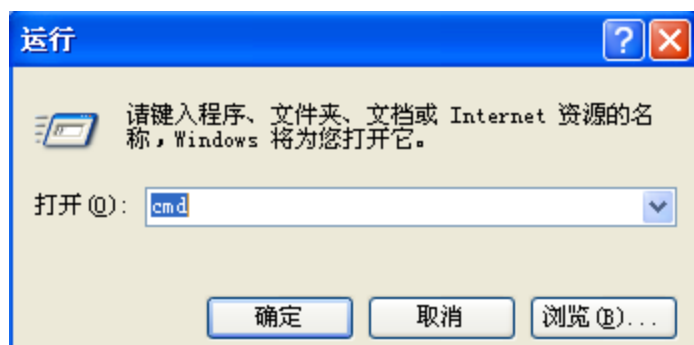 运行
请键入程序、文件夹、文档或 Internet 资源的名
称，Windows 将为您打开它。
打开(O): cmd
确定 取消 浏览(B)...